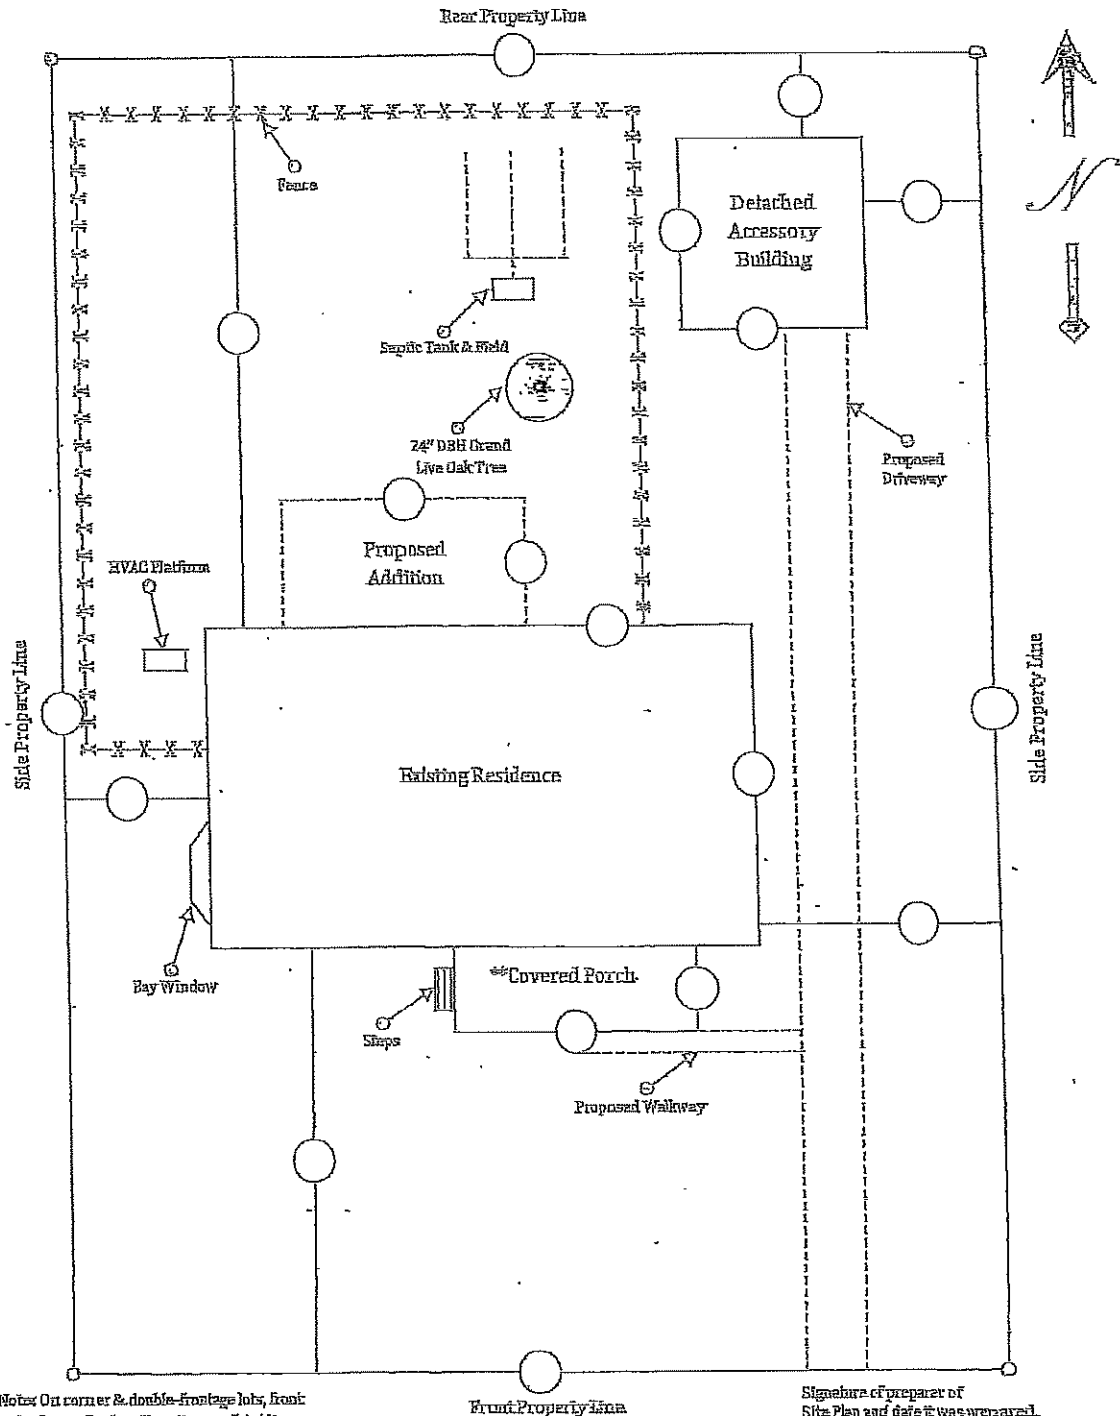 Rear Property Line
N
Fence
Detached
Accessory
Building
Septic Tank & Field
24" DBH Grand
Live Oak Tree
Proposed
Driveway
Proposed
Addition
HVAC Platform
Side Property Line
Side Property Line
Existing Residence
Bay Window
**Covered Porch
Steps
Proposed Walkway
Note: On corner & double-frontage lots, front
Front Property Line
Signature of preparer of
Site Plan and date it was prepared.